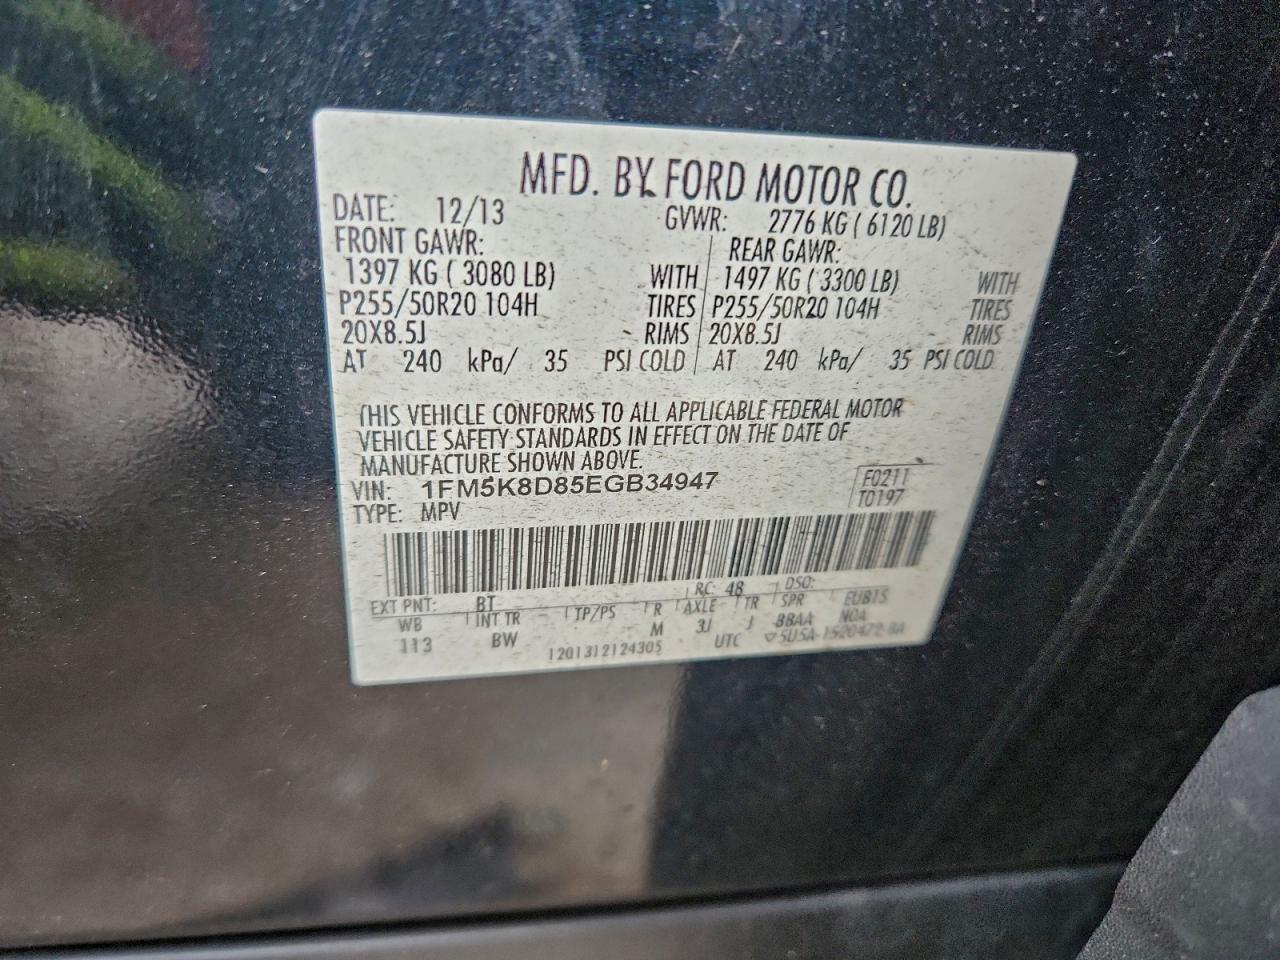 MFD. BY FORD MOTOR CO.
DATE: 12/13 GVWR: 2776 KG ( 6120 LB)
FRONT GAWR: REAR GAWR:
1397 KG ( 3080 LB) WITH 1497 KG ( 3300 LB) WITH
P255/50R20 104H TIRES P255/50R20 104H TIRES
20X8.5J RIMS 20X8.5J RIMS
AT 240 kPa/ 35 PSI COLD AT 240 kPa/ 35 PSI COLD
THIS VEHICLE CONFORMS TO ALL APPLICABLE FEDERAL MOTOR
VEHICLE SAFETY STANDARDS IN EFFECT ON THE DATE OF
MANUFACTURE SHOWN ABOVE.
VIN: 1FM5K8D85EGB34947 F0211
TYPE: MPV T0197
EXT PNT: BT RC: 48 DSO:
WB INT TR TP/PS R AXLE TR SPR EUB1S
113 BW M 3J J BBAA NOA
1201312124305 UTC